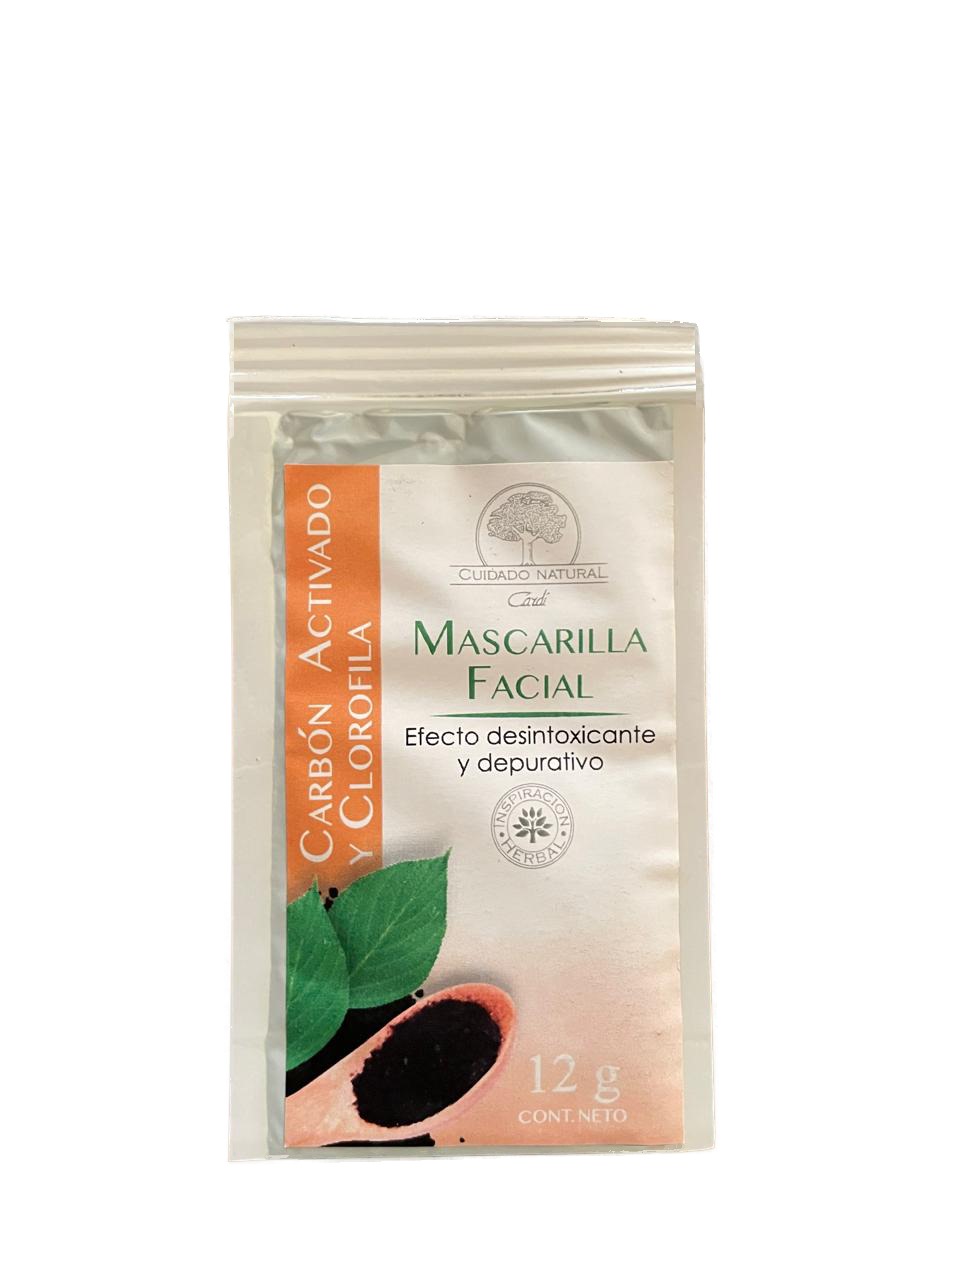 CUIDADO NATURAL
Cardi
MASCARILLA
FACIAL
Efecto desintoxicante
y depurativo
INSPIRACIÓN
HERBAL
CARBÓN ACTIVADO
Y CLOROFILA
12 g
CONT. NETO